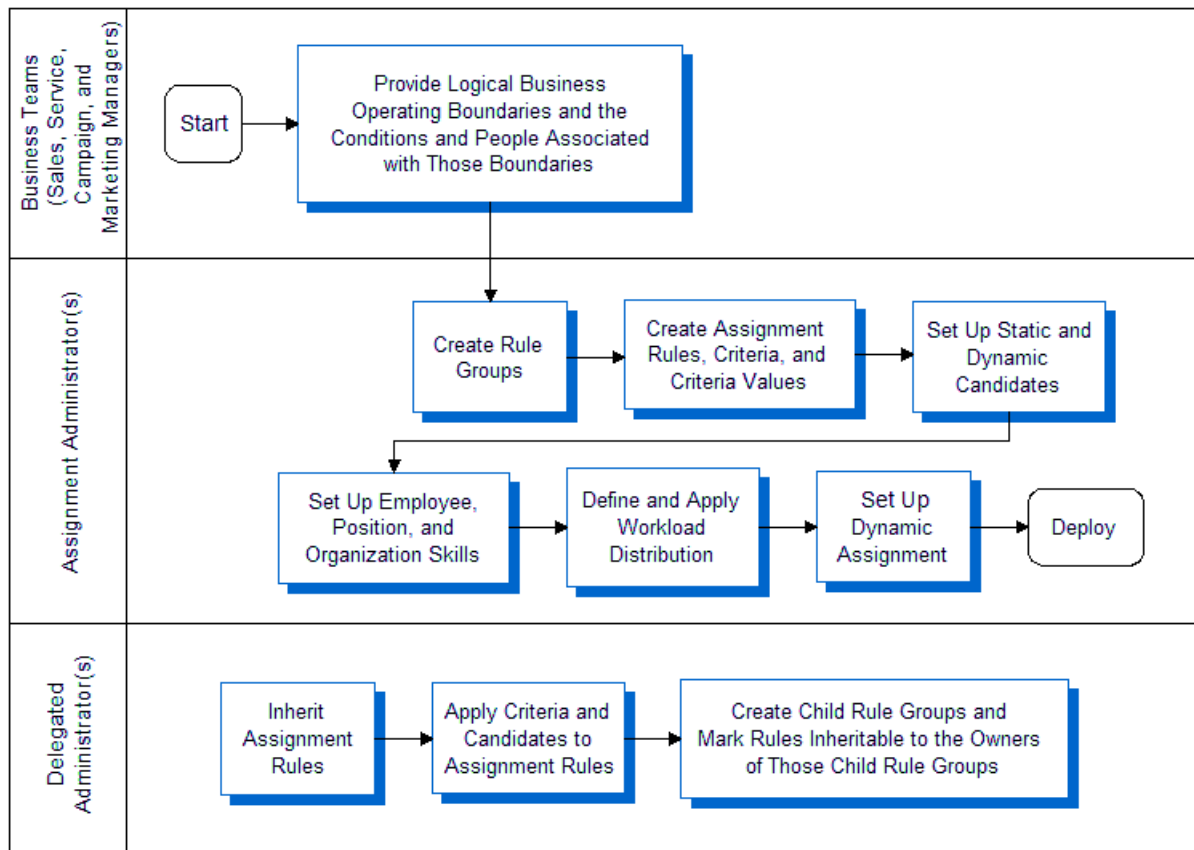 Business Teams
(Sales, Service,
Campaign, and
Marketing Managers)
Start
Provide Logical Business
Operating Boundaries and the
Conditions and People Associated
with Those Boundaries
Assignment Administrator(s)
Create Rule
Groups
Create Assignment
Rules, Criteria, and
Criteria Values
Set Up Static and
Dynamic
Candidates
Set Up Employee,
Position, and
Organization Skills
Define and Apply
Workload
Distribution
Set Up
Dynamic
Assignment
Deploy
Delegated
Administrator(s)
Inherit
Assignment
Rules
Apply Criteria and
Candidates to
Assignment Rules
Create Child Rule Groups and
Mark Rules Inheritable to the Owners
of Those Child Rule Groups